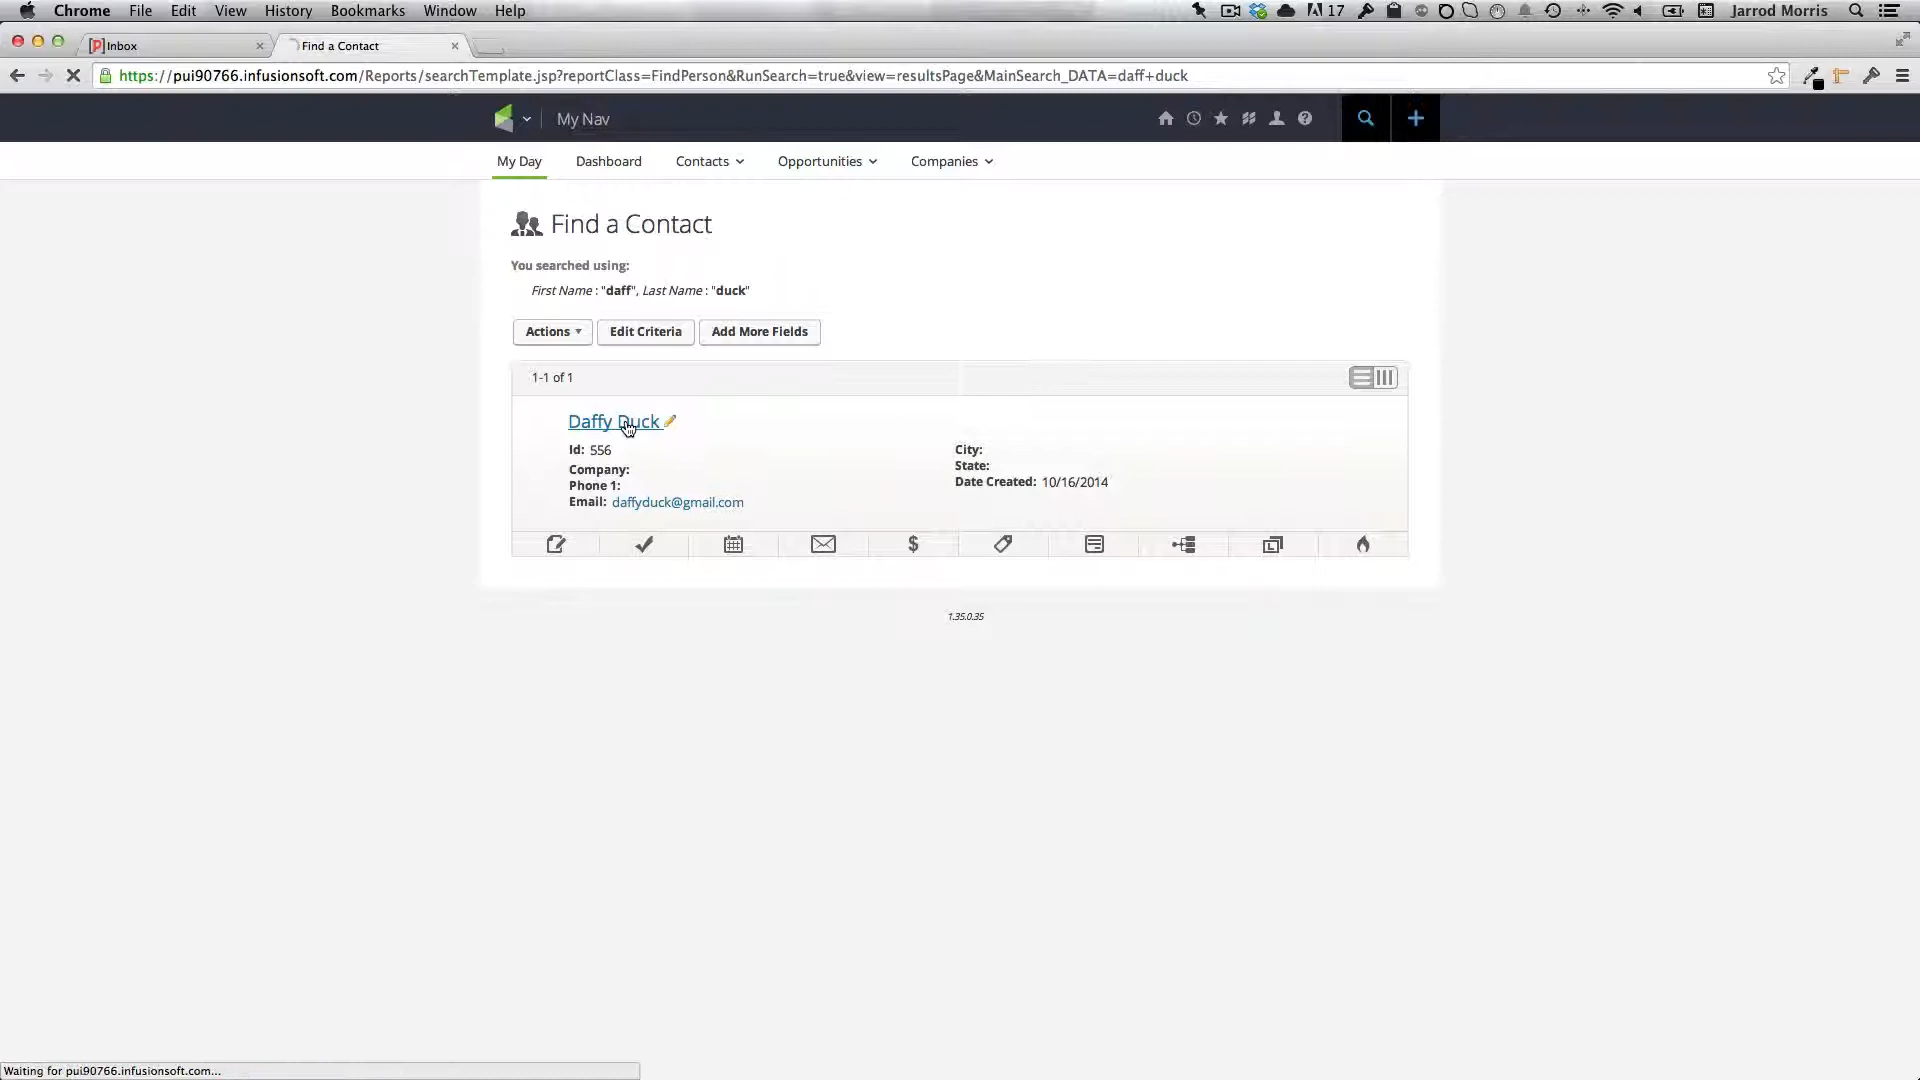 Chrome File Edit View History Bookmarks Window Help 17 Jarrod Morris
Inbox Find a Contact
https://pui90766.infusionsoft.com/Reports/searchTemplate.jsp?reportClass=FindPerson&RunSearch=true&view=resultsPage&MainSearch_DATA=daff+duck
My Nav
My Day Dashboard Contacts Opportunities Companies
Find a Contact
You searched using:
First Name : "daff", Last Name : "duck"
Actions Edit Criteria Add More Fields
1-1 of 1
Daffy Duck
Id: 556 City:
Company: State:
Phone 1: Date Created: 10/16/2014
Email: daffyduck@gmail.com
1.35.0.35
Waiting for pui90766.infusionsoft.com...